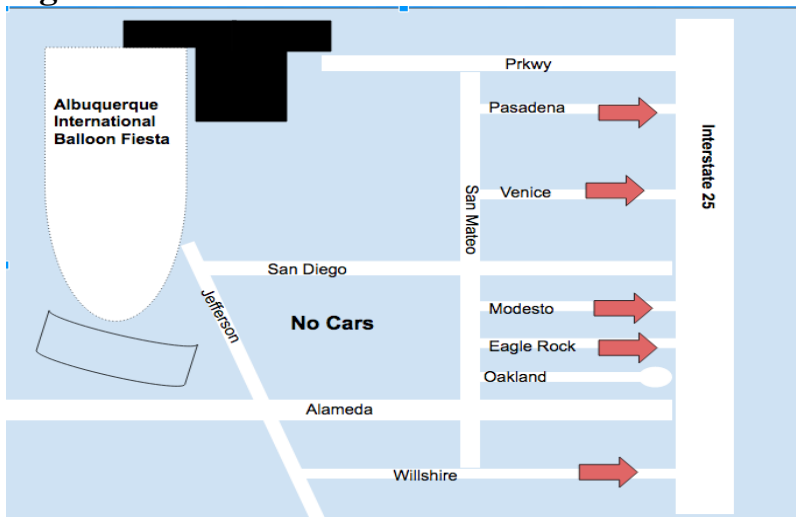 Prkwy
Pasadena
Albuquerque
International
Balloon Fiesta
Interstate 25
Venice
San Mateo
San Diego
Jefferson
No Cars
Modesto
Eagle Rock
Oakland
Alameda
Willshire